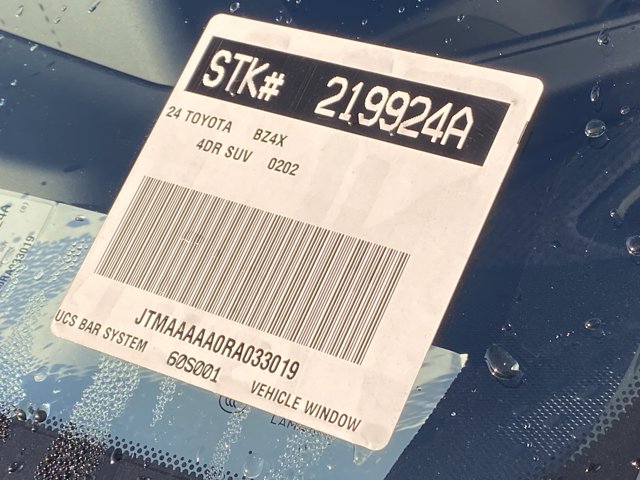 STK# 219924A
24 TOYOTA BZ4X
4DR SUV 0202
JTMAAAAA0RA033019
UCS BAR SYSTEM 60S001 VEHICLE WINDOW